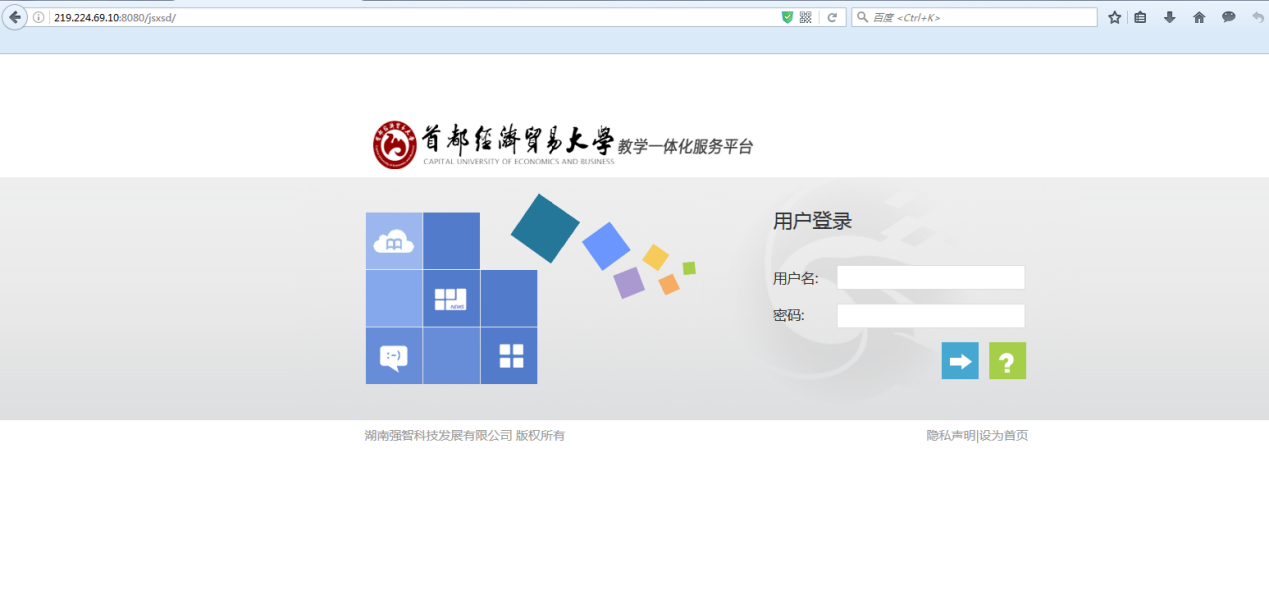 219.224.69.10:8080/jsxsd/
百度 <Ctrl+K>
首都经济贸易大学
教学一体化服务平台
CAPITAL UNIVERSITY OF ECONOMICS AND BUSINESS
用户登录
用户名:
密码:
NEWS
:-)
?
湖南强智科技发展有限公司 版权所有
隐私声明|设为首页